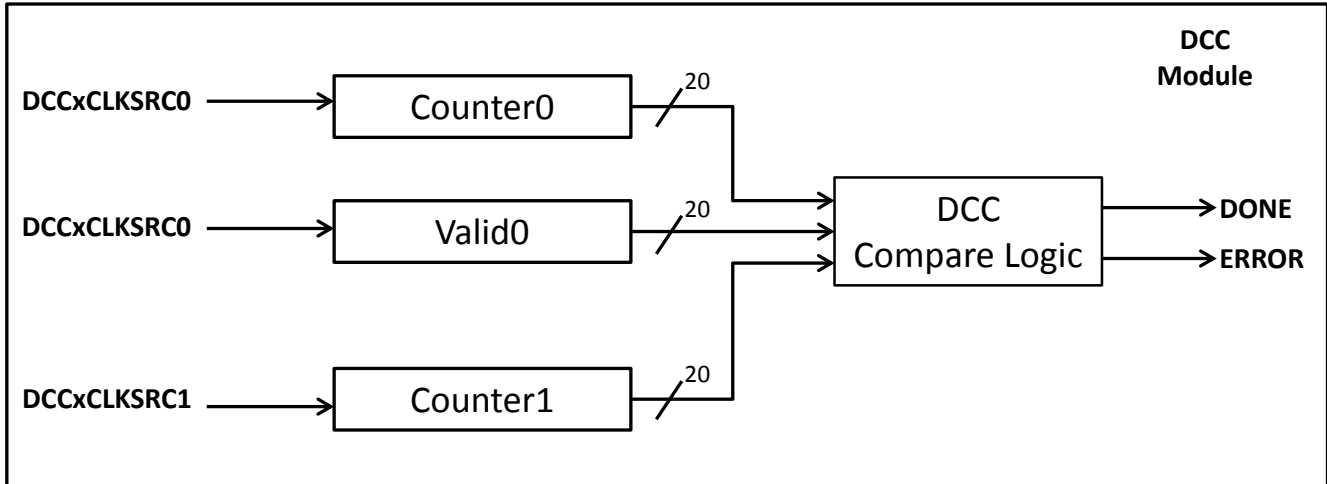 DCC
Module
DCCxCLKSRC0
Counter0
20
DCCxCLKSRC0
Valid0
20
DCC
Compare Logic
DONE
ERROR
DCCxCLKSRC1
Counter1
20